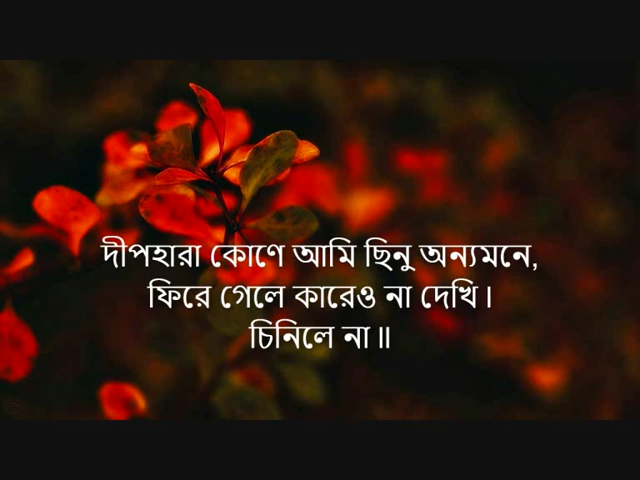 দীপহারা কোণে আমি ছিনু অন্যমনে,
ফিরে গেলে কারেও না দেখি।
চিনিলে না॥